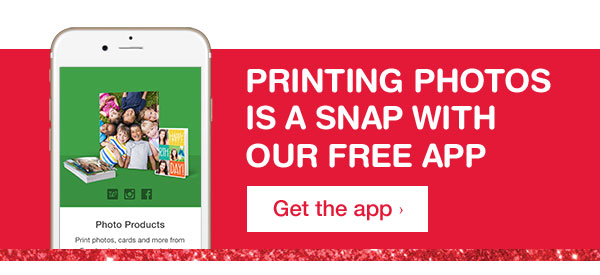 PRINTING PHOTOS
IS A SNAP WITH
OUR FREE APP
Get the app ›
Photo Products
Print photos, cards and more from